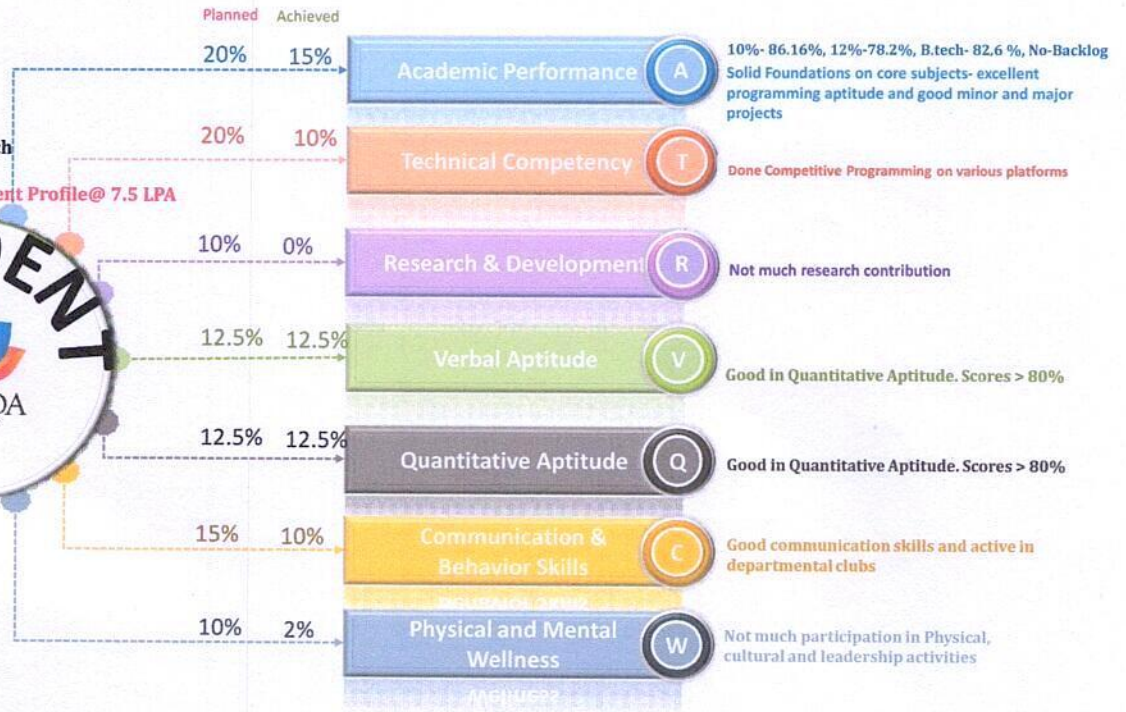 Planned Achieved
20% 15%
Academic Performance A
10%- 86.16%, 12%-78.2%, B.tech- 82.6 %, No-Backlog
Solid Foundations on core subjects- excellent
programming aptitude and good minor and major
projects
20% 10%
Technical Competency T
Done Competitive Programming on various platforms
Profile@ 7.5 LPA
10% 0%
Research & Development R
Not much research contribution
12.5% 12.5%
Verbal Aptitude V
Good in Quantitative Aptitude. Scores > 80%
12.5% 12.5%
Quantitative Aptitude Q
Good in Quantitative Aptitude. Scores > 80%
15% 10%
Communication &
Behavior Skills C
Good communication skills and active in
departmental clubs
10% 2%
Physical and Mental
Wellness W
Not much participation in Physical,
cultural and leadership activities